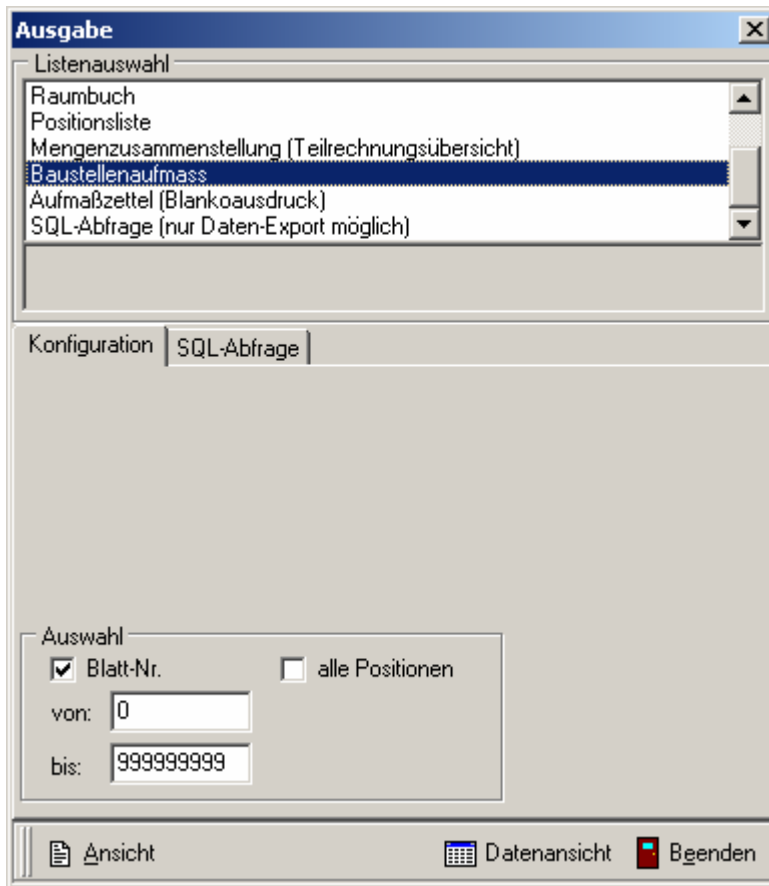 Ausgabe
Listenauswahl
Raumbuch
Positionsliste
Mengenzusammenstellung (Teilrechnungsübersicht)
Baustellenaufmass
Aufmaßzettel (Blankoausdruck)
SQL-Abfrage (nur Daten-Export möglich)
Konfiguration SQL-Abfrage
Auswahl
Blatt-Nr. alle Positionen
von: 0
bis: 999999999
Ansicht Datenansicht Beenden